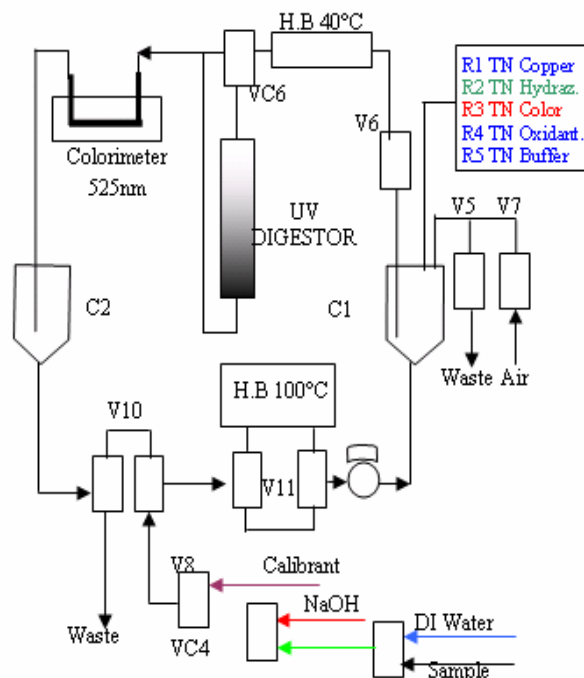 H.B 40°C
VC6
V6
R1 TN Copper
R2 TN Hydraz.
R3 TN Color
R4 TN Oxidant.
R5 TN Buffer
Colorimeter
525nm
UV
DIGESTOR
V5
V7
C2
C1
Waste
Air
H.B 100°C
V10
V11
V8
Calibrant
NaOH
DI Water
Waste
VC4
Sample